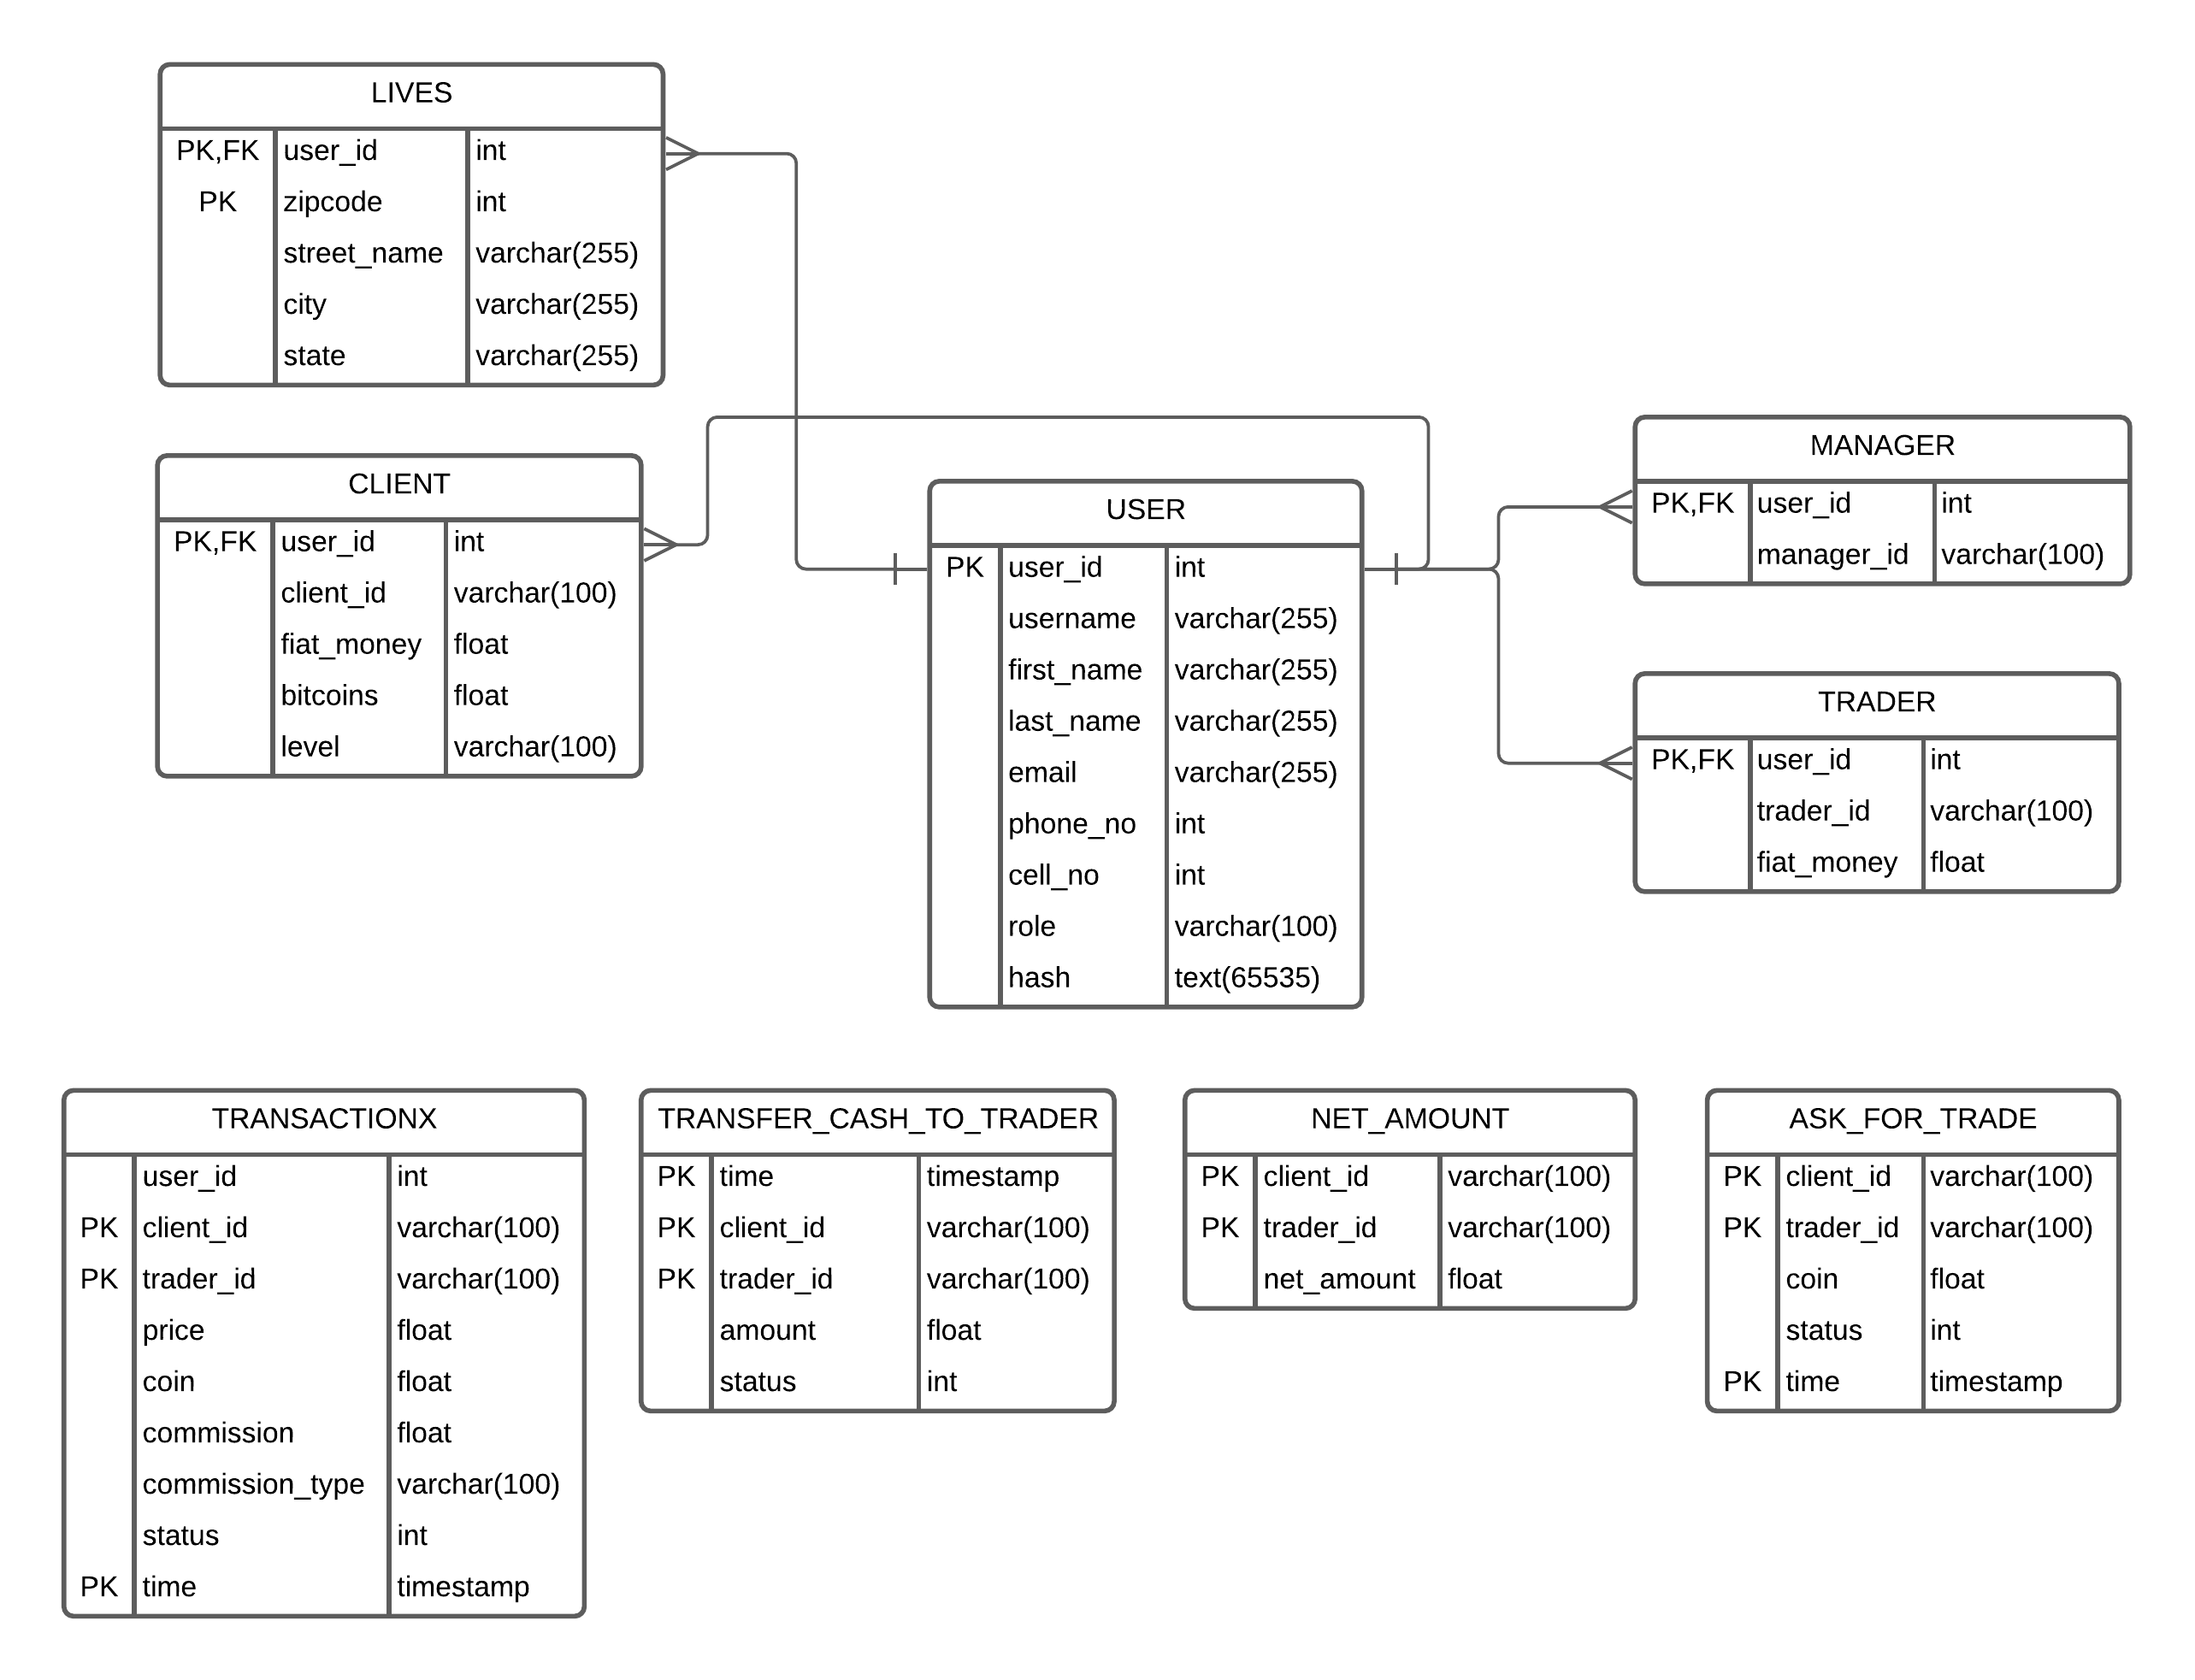 LIVES
PK,FK user_id int
PK zipcode int
street_name varchar(255)
city varchar(255)
state varchar(255)
CLIENT
PK,FK user_id int
client_id varchar(100)
fiat_money float
bitcoins float
level varchar(100)
USER
PK user_id int
username varchar(255)
first_name varchar(255)
last_name varchar(255)
email varchar(255)
phone_no int
cell_no int
role varchar(100)
hash text(65535)
MANAGER
PK,FK user_id int
manager_id varchar(100)
TRADER
PK,FK user_id int
trader_id varchar(100)
fiat_money float
TRANSACTIONX
user_id int
PK client_id varchar(100)
PK trader_id varchar(100)
price float
coin float
commission float
commission_type varchar(100)
status int
PK time timestamp
TRANSFER_CASH_TO_TRADER
PK time timestamp
PK client_id varchar(100)
PK trader_id varchar(100)
amount float
status int
NET_AMOUNT
PK client_id varchar(100)
PK trader_id varchar(100)
net_amount float
ASK_FOR_TRADE
PK client_id varchar(100)
PK trader_id varchar(100)
coin float
status int
PK time timestamp